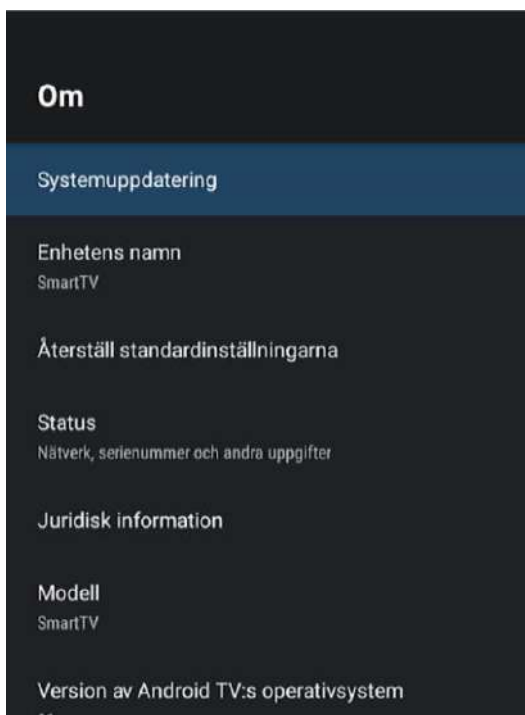 Om
Systemuppdatering
Enhetens namn
SmartTV
Återställ standardinställningarna
Status
Nätverk, serienummer och andra uppgifter
Juridisk information
Modell
SmartTV
Version av Android TV:s operativsystem